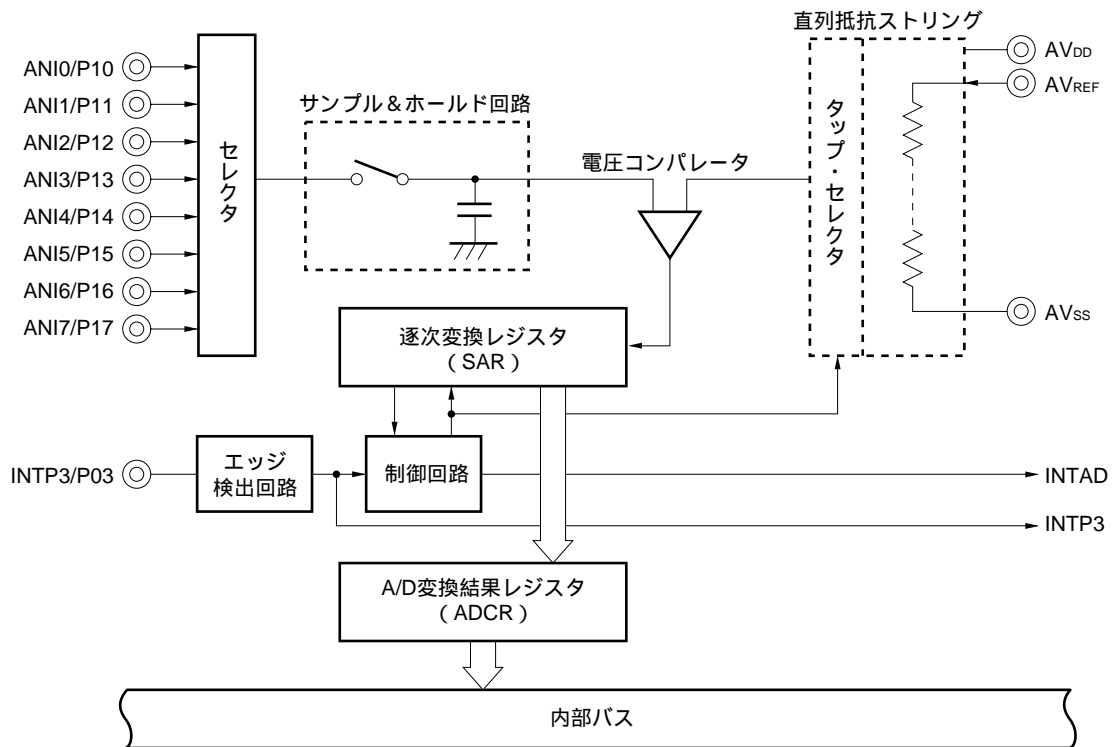 直列抵抗ストリング
ANI0/P10
ANI1/P11
ANI2/P12
ANI3/P13
ANI4/P14
ANI5/P15
ANI6/P16
ANI7/P17
セレクタ
サンプル＆ホールド回路
電圧コンパレータ
タップ・セレクタ
AVDD
AVREF
AVSS
逐次変換レジスタ
（SAR）
INTP3/P03
エッジ
検出回路
制御回路
INTAD
INTP3
A/D変換結果レジスタ
（ADCR）
内部バス